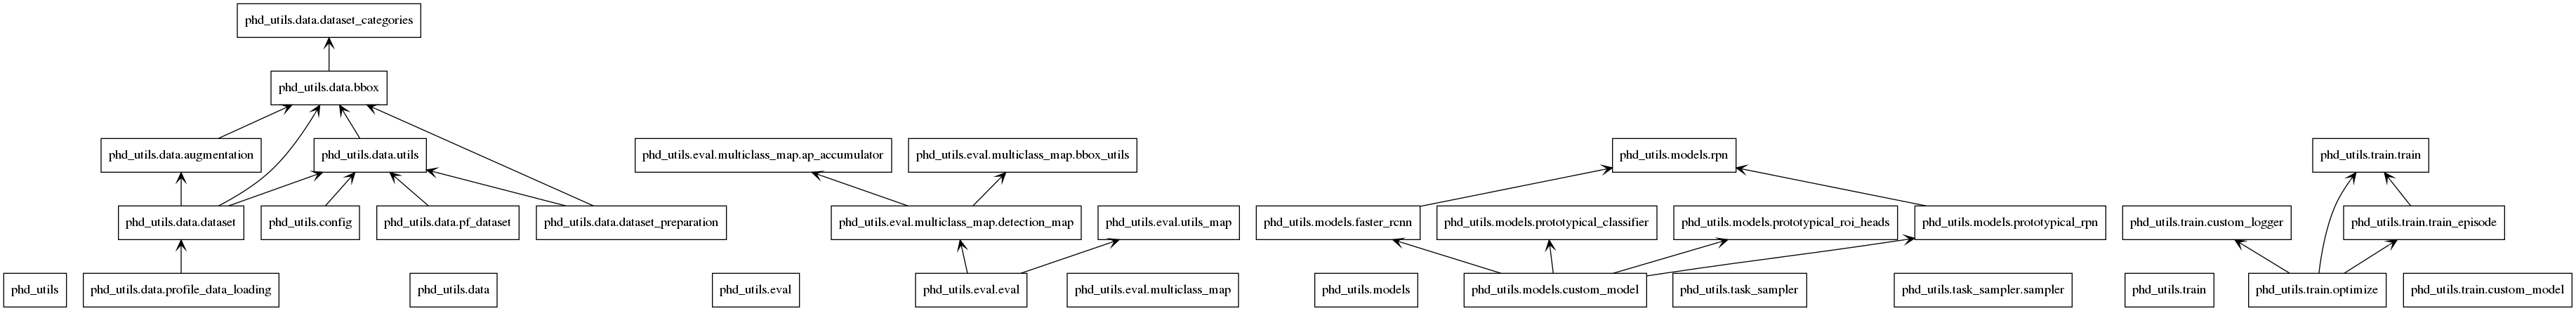 phd_utils.data.dataset_categories
phd_utils.data.bbox
phd_utils.data.augmentation
phd_utils.data.utils
phd_utils.eval.multiclass_map.ap_accumulator
phd_utils.eval.multiclass_map.bbox_utils
phd_utils.models.rpn
phd_utils.train.train
phd_utils.data.dataset
phd_utils.config
phd_utils.data.pf_dataset
phd_utils.data.dataset_preparation
phd_utils.eval.multiclass_map.detection_map
phd_utils.eval.utils_map
phd_utils.models.faster_rcnn
phd_utils.models.prototypical_classifier
phd_utils.models.prototypical_roi_heads
phd_utils.models.prototypical_rpn
phd_utils.train.custom_logger
phd_utils.train.train_episode
phd_utils
phd_utils.data.profile_data_loading
phd_utils.data
phd_utils.eval
phd_utils.eval.eval
phd_utils.eval.multiclass_map
phd_utils.models
phd_utils.models.custom_model
phd_utils.task_sampler
phd_utils.task_sampler.sampler
phd_utils.train
phd_utils.train.optimize
phd_utils.train.custom_model